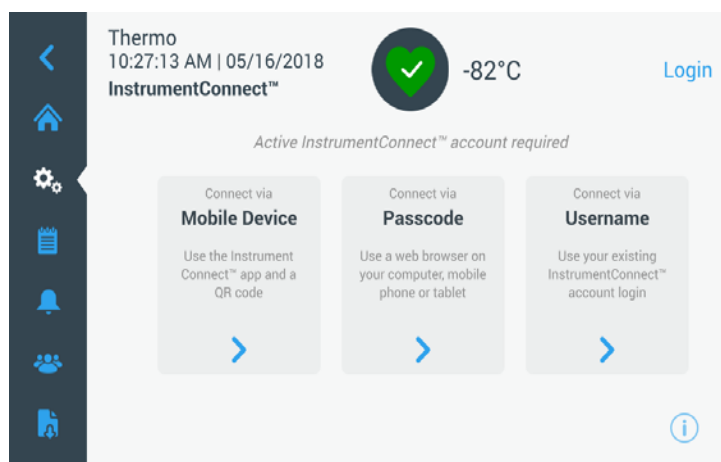 Thermo
10:27:13 AM | 05/16/2018
InstrumentConnect™
-82°C
Login
Active InstrumentConnect™ account required
Connect via
Mobile Device
Use the Instrument
Connect™ app and a
QR code
Connect via
Passcode
Use a web browser on
your computer, mobile
phone or tablet
Connect via
Username
Use your existing
InstrumentConnect™
account login
i